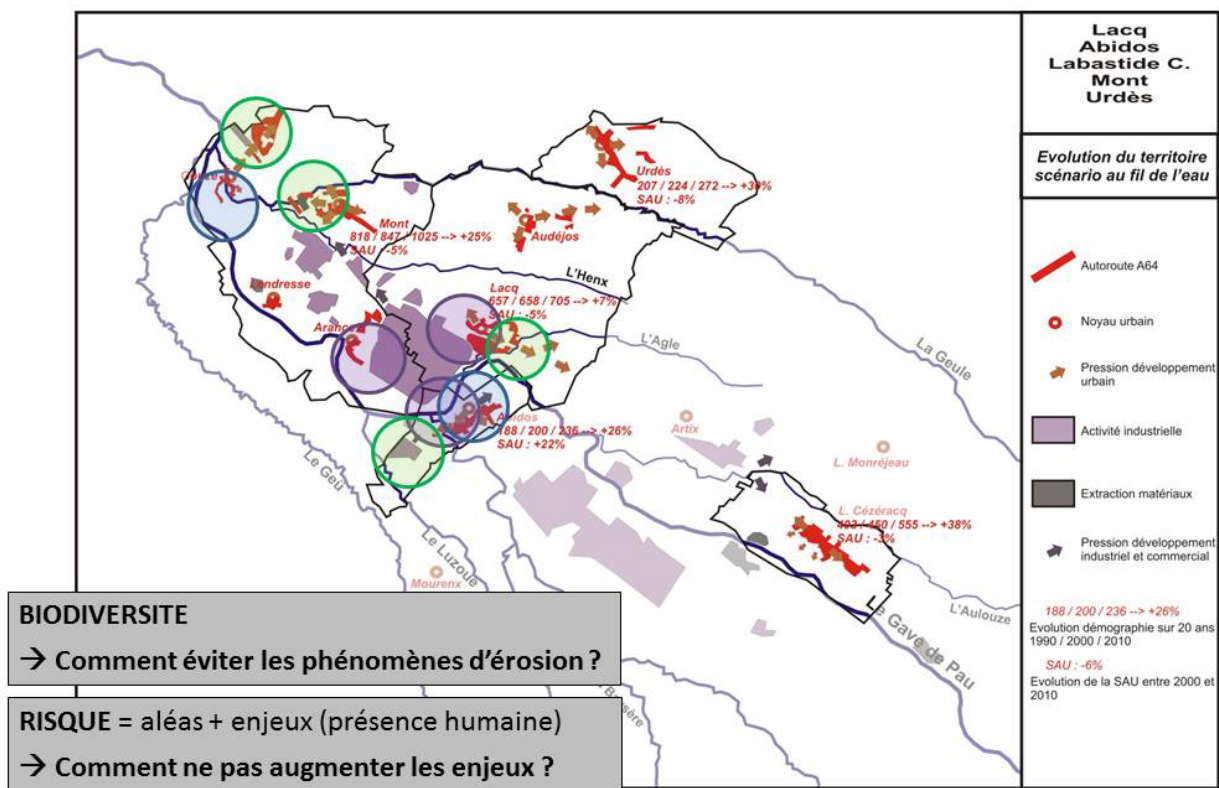 Lacq
Abidos
Labastide C.
Mont
Urdès
Evolution du territoire
scénario au fil de l'eau
Autoroute A64
Noyau urbain
Pression développement
urbain
Activité industrielle
Extraction matériaux
Pression développement
industriel et commercial
188 / 200 / 236 --> +26%
Evolution démographie sur 20 ans
1990 / 2000 / 2010
SAU : -6%
Evolution de la SAU entre 2000 et
2010
Urdès
207 / 224 / 272 --> +30%
SAU : -8%
Mont
818 / 847 / 1025 --> +25%
SAU : -5%
Audéjos
L'Henx
Lendresse
Lacq
657 / 658 / 705 --> +7%
SAU : -5%
Arance
L'Agle
La Geule
Abidos
188 / 200 / 236 --> +26%
SAU : +22%
Artix
L. Monréjeau
Le Geü
Le Luzoué
Mourenx
L. Cézéracq
403 / 450 / 555 --> +38%
SAU : -3%
L'Aulouze
Le Gave de Pau
BIODIVERSITE
→ Comment éviter les phénomènes d'érosion ?
RISQUE = aléas + enjeux (présence humaine)
→ Comment ne pas augmenter les enjeux ?